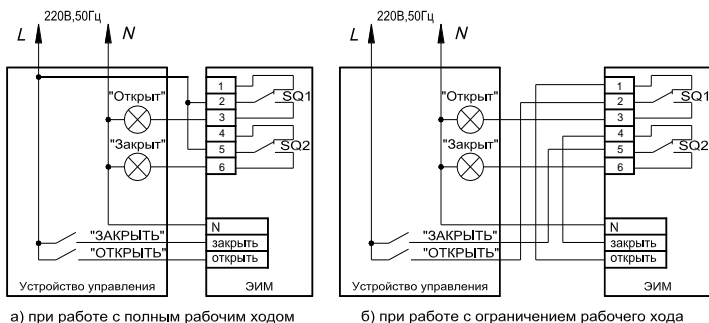 220В,50Гц
L
N
"Открыт"
"Закрыт"
1
2
3
4
5
6
SQ1
SQ2
N
"ЗАКРЫТЬ"
закрыть
"ОТКРЫТЬ"
открыть
Устройство управления
ЭИМ
а) при работе с полным рабочим ходом
220В,50Гц
L
N
"Открыт"
"Закрыт"
1
2
3
4
5
6
SQ1
SQ2
N
"ЗАКРЫТЬ"
закрыть
"ОТКРЫТЬ"
открыть
Устройство управления
ЭИМ
б) при работе с ограничением рабочего хода